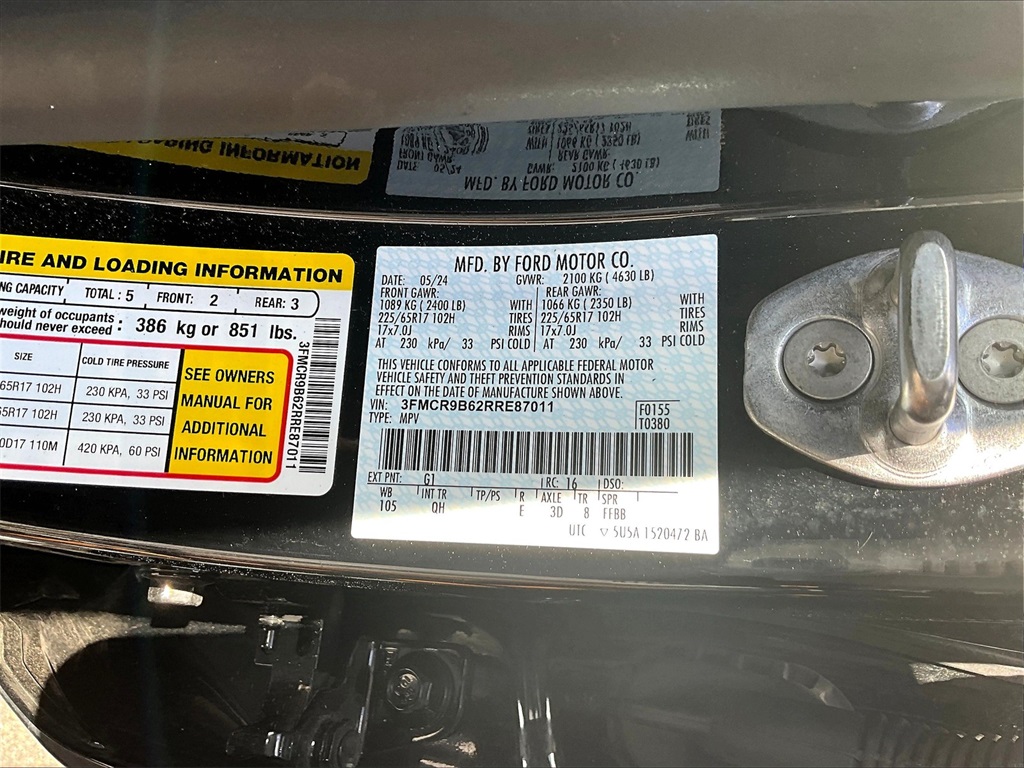 IRE AND LOADING INFORMATION
NG CAPACITY TOTAL : 5 FRONT: 2 REAR: 3
weight of occupants
should never exceed : 386 kg or 851 lbs.
SIZE COLD TIRE PRESSURE
65R17 102H 230 KPA, 33 PSI
65R17 102H 230 KPA, 33 PSI
0D17 110M 420 KPA, 60 PSI
SEE OWNERS
MANUAL FOR
ADDITIONAL
INFORMATION
3FMCR9B62RRE87011
MFD. BY FORD MOTOR CO.
DATE: 05/24 GVWR: 2100 KG ( 4630 LB)
FRONT GAWR: REAR GAWR:
1089 KG ( 2400 LB) WITH 1066 KG ( 2350 LB) WITH
225/65R17 102H TIRES 225/65R17 102H TIRES
17x7.0J RIMS 17x7.0J RIMS
AT 230 kPa/ 33 PSI COLD AT 230 kPa/ 33 PSI COLD
THIS VEHICLE CONFORMS TO ALL APPLICABLE FEDERAL MOTOR
VEHICLE SAFETY AND THEFT PREVENTION STANDARDS IN
EFFECT ON THE DATE OF MANUFACTURE SHOWN ABOVE.
VIN: 3FMCR9B62RRE87011 F0155
TYPE: MPV T0380
EXT PNT: G1 RC: 16 DSO:
WB INT TR TP/PS R AXLE TR SPR
105 QH E 3D 8 FFBB
UTC ▽ 5U5A 1520472 BA